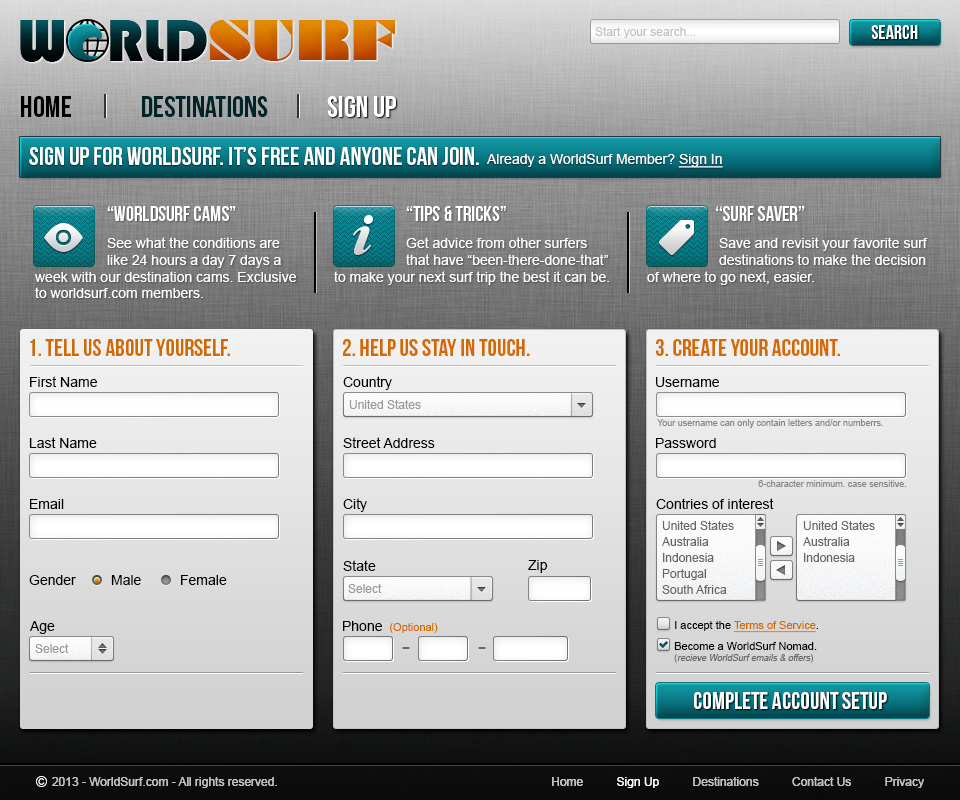 WORLDSURF
Start your search...
SEARCH
HOME
DESTINATIONS
SIGN UP
SIGN UP FOR WORLDSURF. IT'S FREE AND ANYONE CAN JOIN. Already a WorldSurf Member? Sign In
“WORLDSURF CAMS”
See what the conditions are
like 24 hours a day 7 days a
week with our destination cams. Exclusive
to worldsurf.com members.
“TIPS & TRICKS”
Get advice from other surfers
that have “been-there-done-that”
to make your next surf trip the best it can be.
“SURF SAVER”
Save and revisit your favorite surf
destinations to make the decision
of where to go next, easier.
1. TELL US ABOUT YOURSELF.
First Name
Last Name
Email
Gender Male Female
Age
Select
2. HELP US STAY IN TOUCH.
Country
United States
Street Address
City
State Zip
Select
Phone (Optional)
– –
3. CREATE YOUR ACCOUNT.
Username
Your username can only contain letters and/or numberrs.
Password
6-character minimum. case sensitive.
Contries of interest
United States
Australia
Indonesia
Portugal
South Africa
United States
Australia
Indonesia
I accept the Terms of Service.
Become a WorldSurf Nomad.
(recieve WorldSurf emails & offers)
COMPLETE ACCOUNT SETUP
© 2013 - WorldSurf.com - All rights reserved.
Home Sign Up Destinations Contact Us Privacy